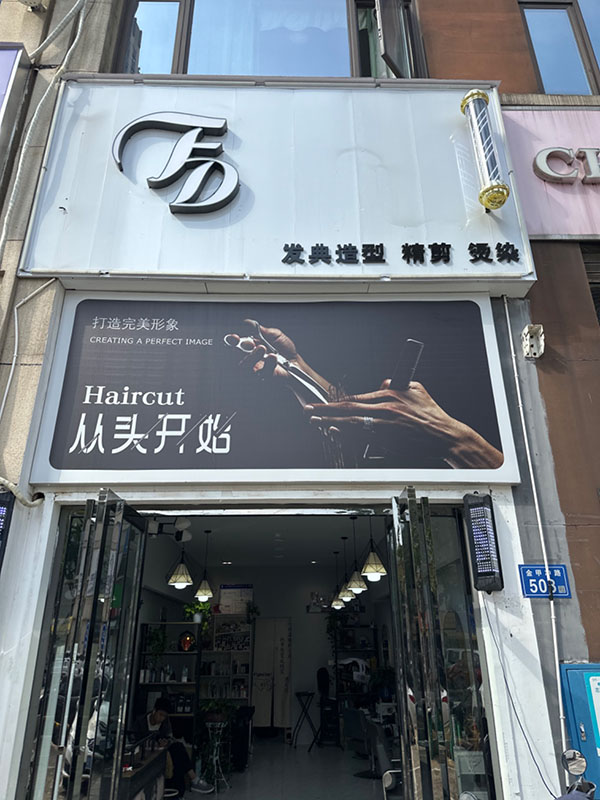 FD
发典造型 精剪 烫染
打造完美形象
CREATING A PERFECT IMAGE
Haircut
从头开始
503